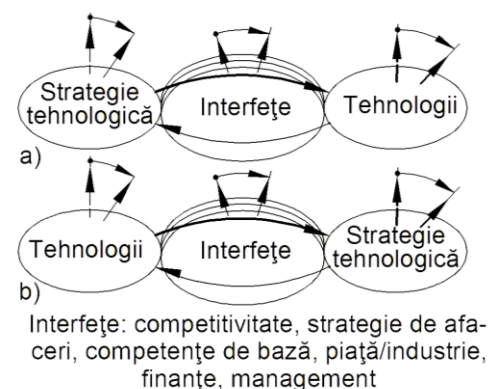 Strategie
tehnologică
Interfeţe
Tehnologii
a)
Tehnologii
Interfeţe
Strategie
tehnologică
b)
Interfeţe: competitivitate, strategie de afa-
ceri, competenţe de bază, piaţă/industrie,
finanţe, management